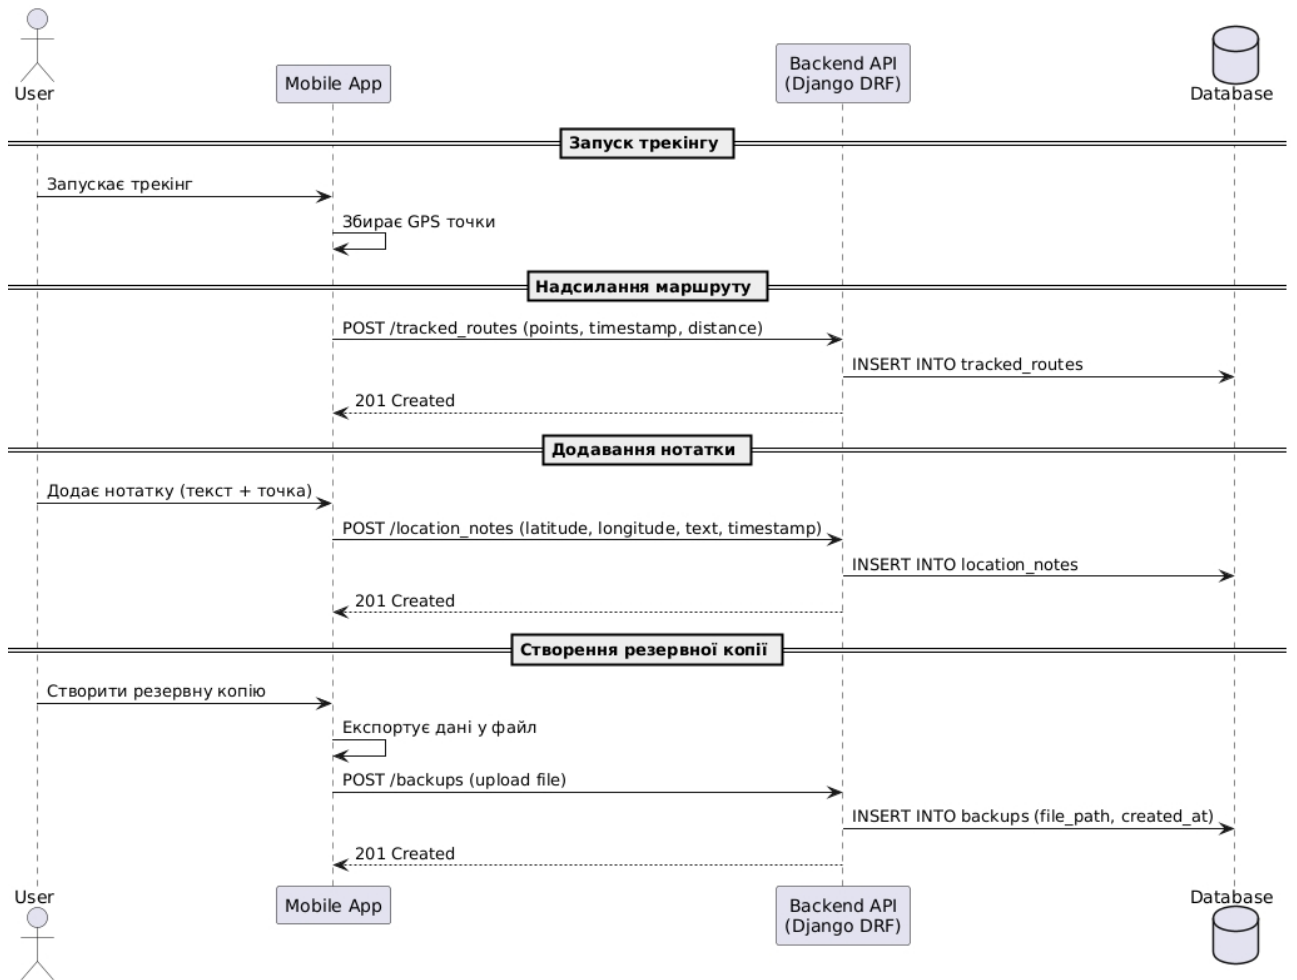 User
Mobile App
Backend API
(Django DRF)
Database
Запуск трекінгу
Запускає трекінг
Збирає GPS точки
Надсилання маршруту
POST /tracked_routes (points, timestamp, distance)
INSERT INTO tracked_routes
201 Created
Додавання нотатки
Додає нотатку (текст + точка)
POST /location_notes (latitude, longitude, text, timestamp)
INSERT INTO location_notes
201 Created
Створення резервної копії
Створити резервну копію
Експортує дані у файл
POST /backups (upload file)
INSERT INTO backups (file_path, created_at)
201 Created
User
Mobile App
Backend API
(Django DRF)
Database